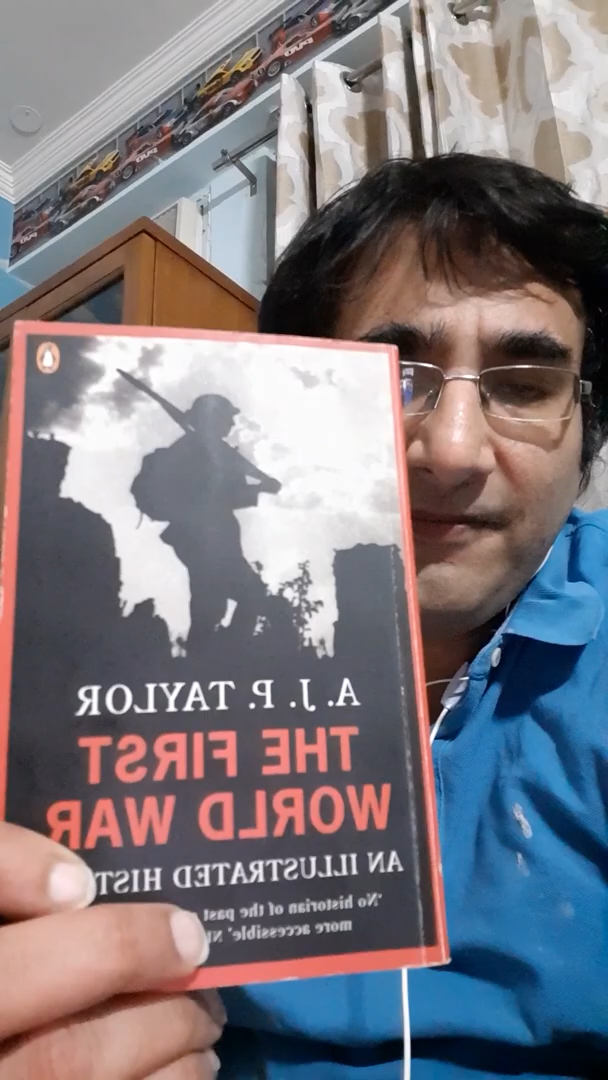 A. J. P. TAYLOR
THE FIRST
WORLD WAR
AN ILLUSTRATED
'No historian of the past
more accessible'